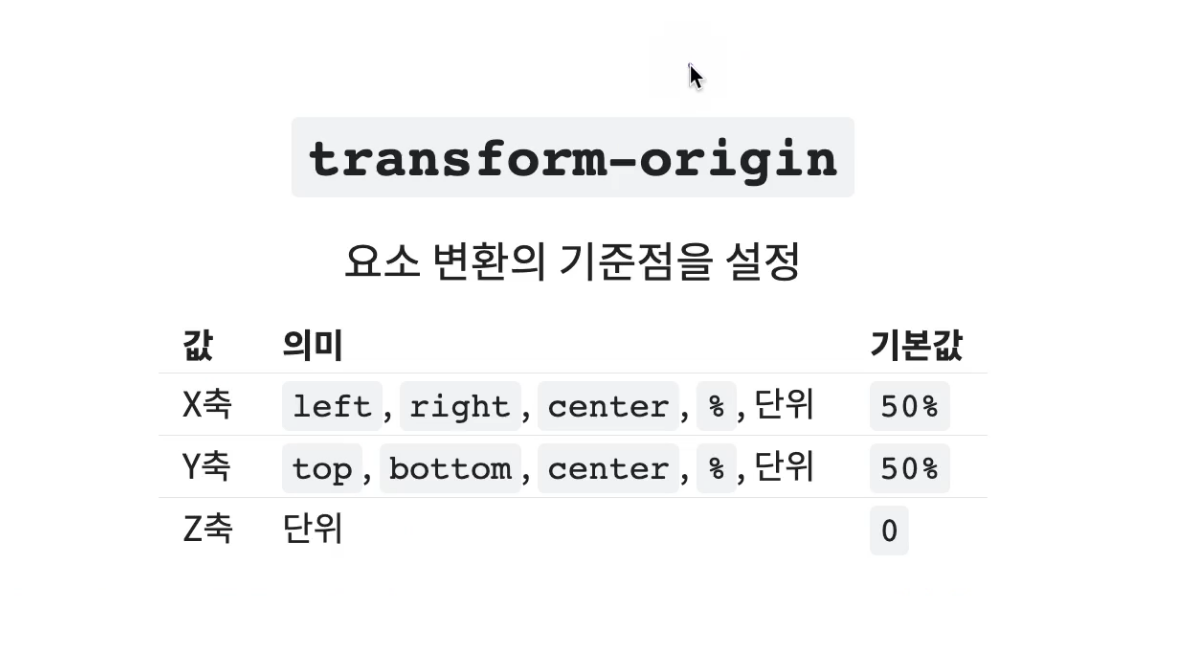 transform-origin
요소 변환의 기준점을 설정
값 의미 기본값
X축 left, right, center, %, 단위 50%
Y축 top, bottom, center, %, 단위 50%
Z축 단위 0